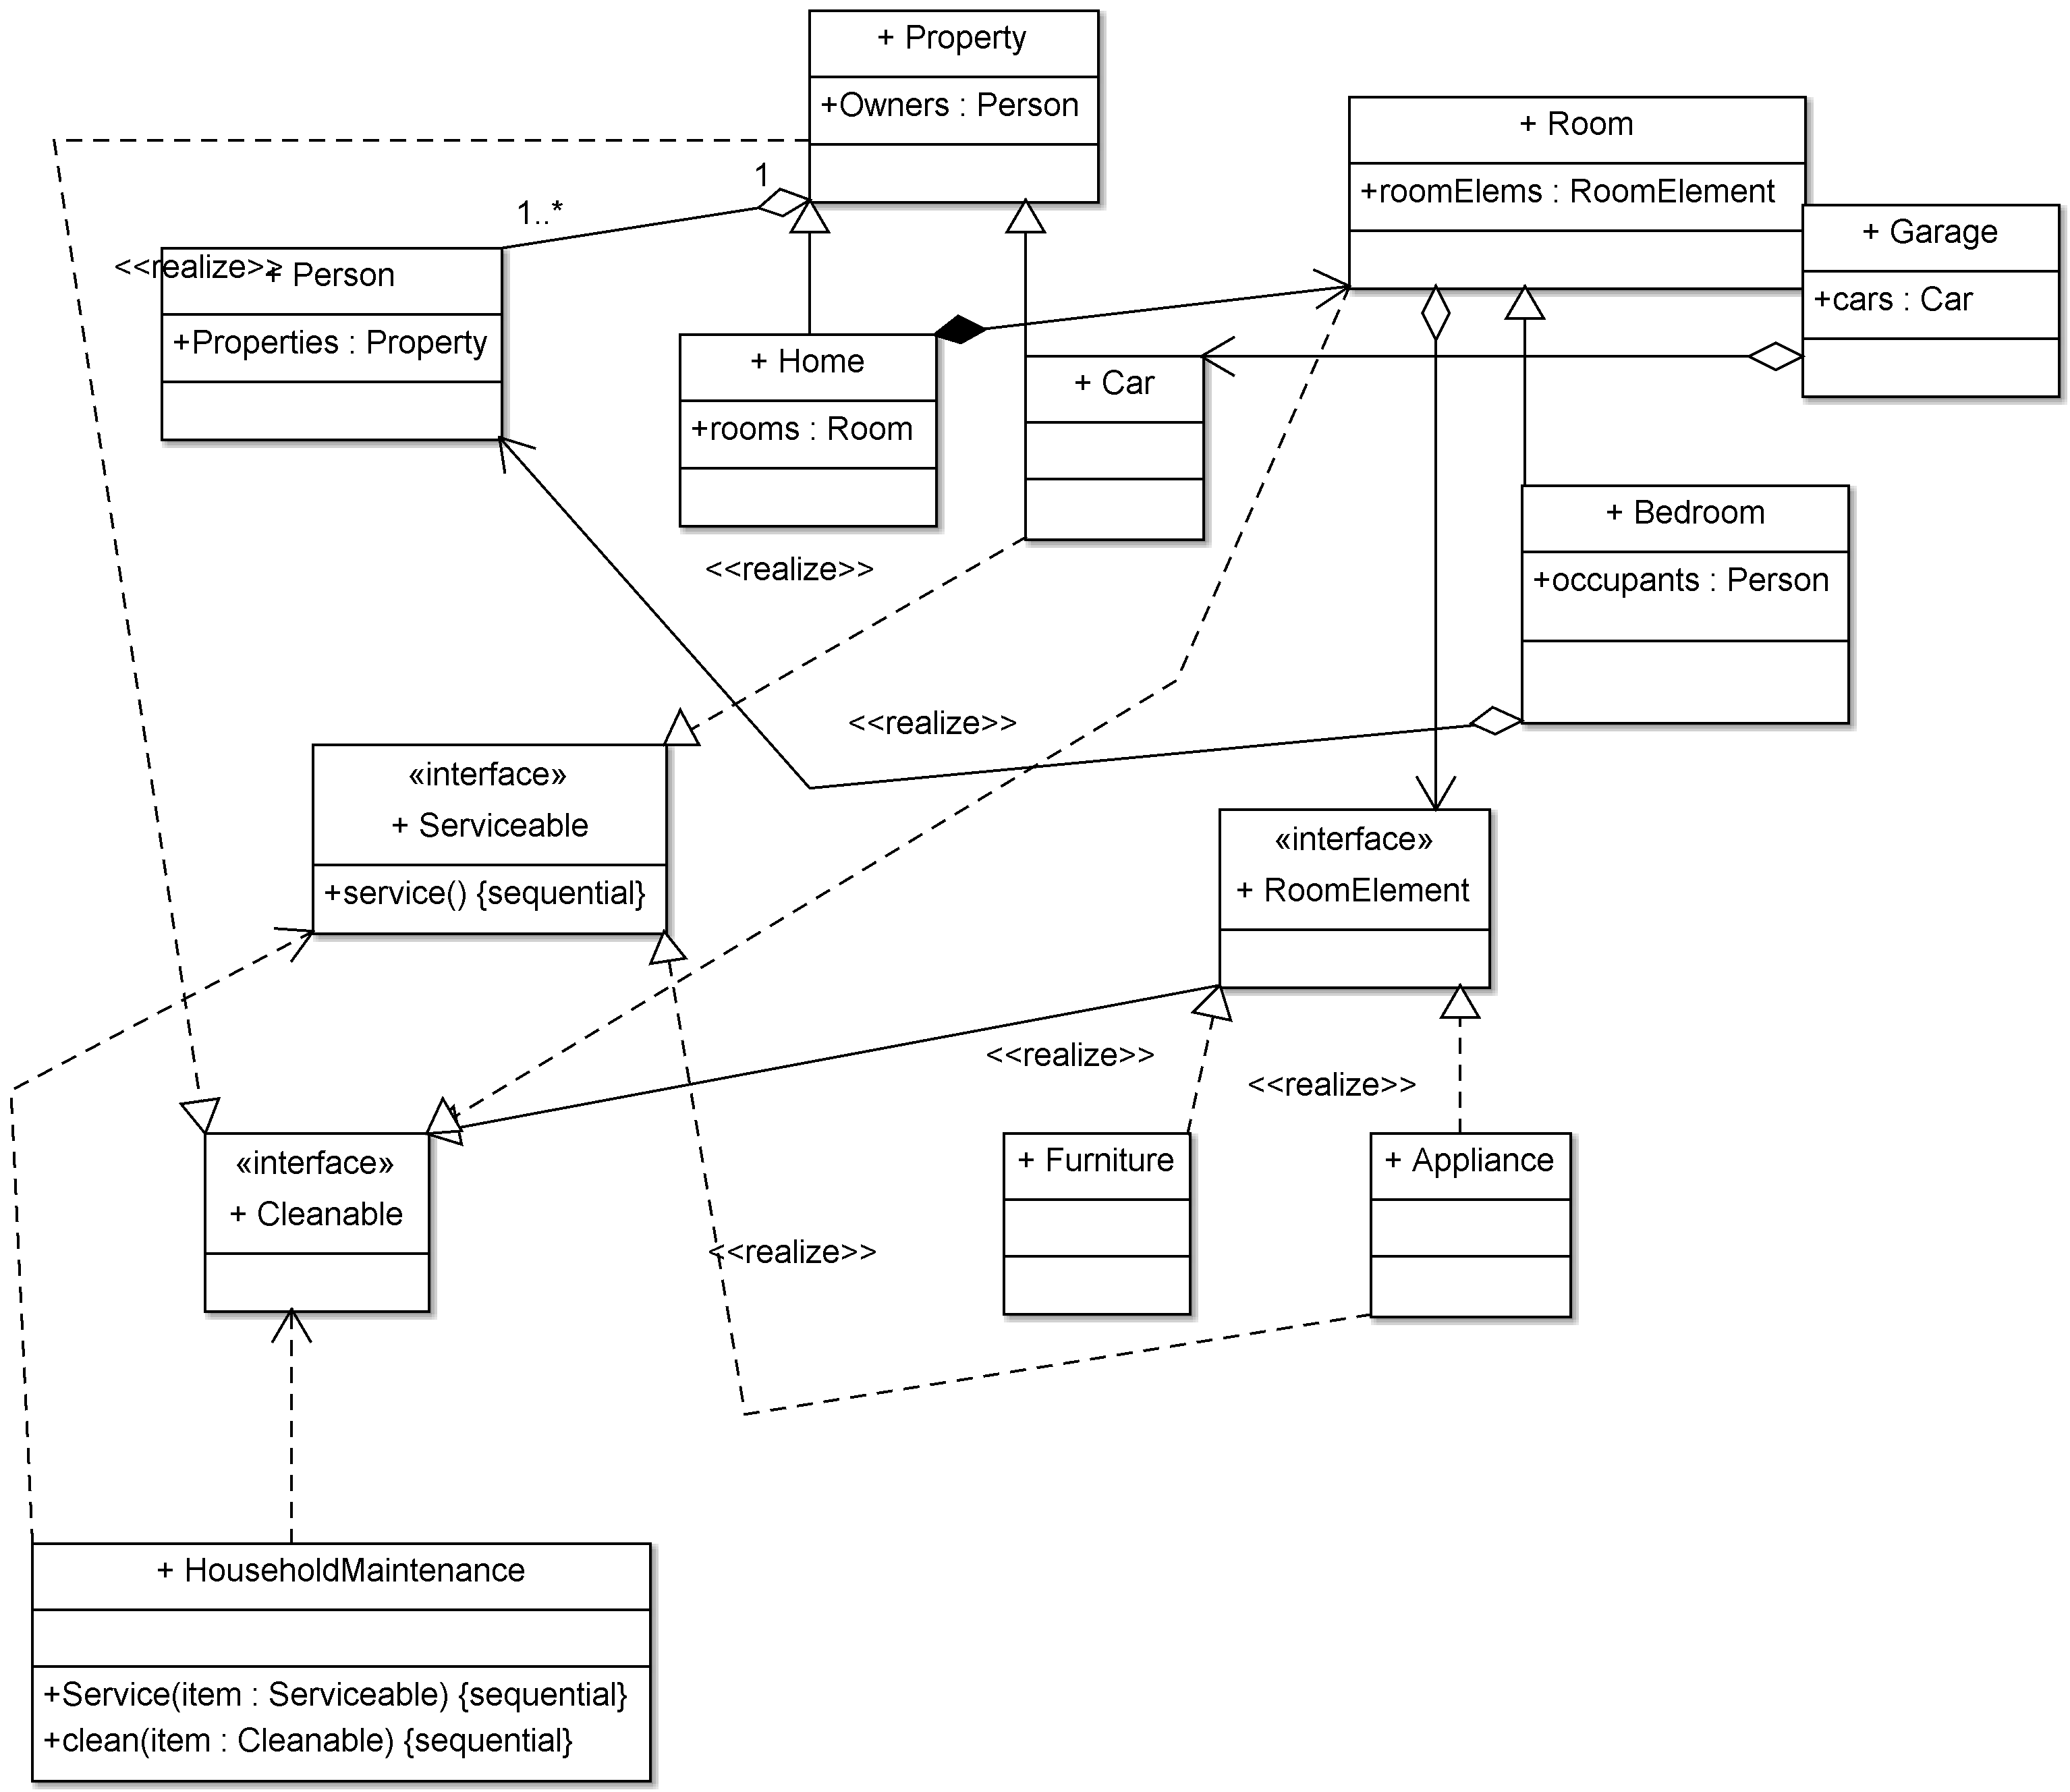 + Property
+Owners : Person
+ Room
+roomElems : RoomElement
+ Garage
+cars : Car
1
1..*
<<realize>>
+ Person
+Properties : Property
+ Home
+rooms : Room
+ Car
+ Bedroom
+occupants : Person
<<realize>>
<<realize>>
«interface»
+ Serviceable
+service() {sequential}
«interface»
+ RoomElement
<<realize>>
<<realize>>
«interface»
+ Cleanable
+ Furniture
+ Appliance
<<realize>>
+ HouseholdMaintenance
+Service(item : Serviceable) {sequential}
+clean(item : Cleanable) {sequential}